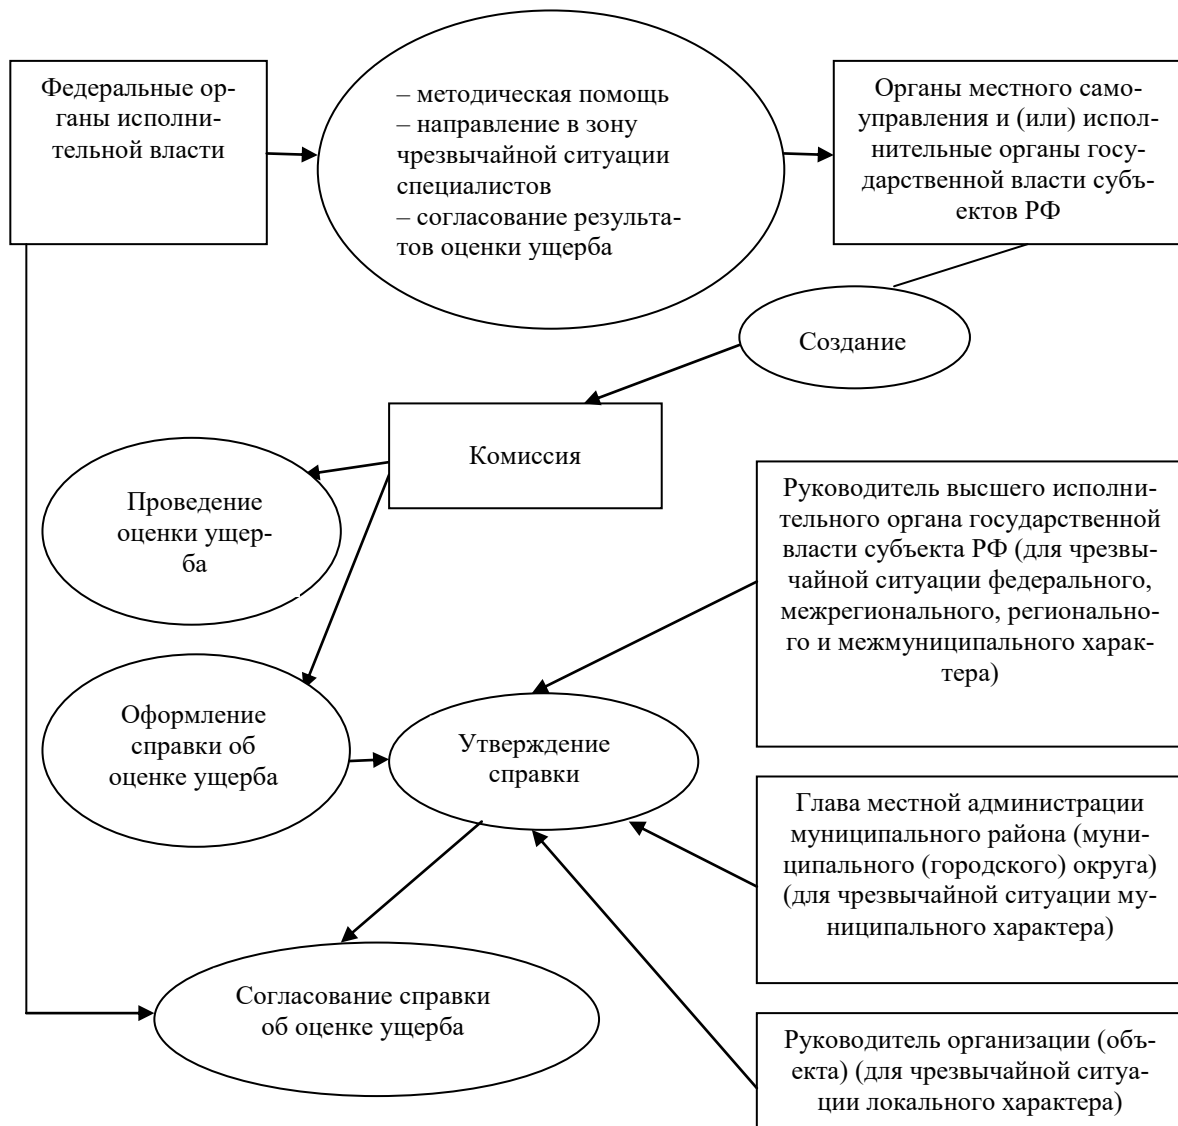 Федеральные ор-
ганы исполни-
тельной власти
– методическая помощь
– направление в зону
чрезвычайной ситуации
специалистов
– согласование результа-
тов оценки ущерба
Органы местного само-
управления и (или) испол-
нительные органы госу-
дарственной власти субъ-
ектов РФ
Создание
Комиссия
Проведение
оценки ущер-
ба
Руководитель высшего исполни-
тельного органа государственной
власти субъекта РФ (для чрезвы-
чайной ситуации федерального,
межрегионального, регионально-
го и межмуниципального харак-
тера)
Оформление
справки об
оценке ущерба
Утверждение
справки
Глава местной администрации
муниципального района (муни-
ципального (городского) округа)
(для чрезвычайной ситуации му-
ниципального характера)
Согласование справки
об оценке ущерба
Руководитель организации (объ-
екта) (для чрезвычайной ситуа-
ции локального характера)